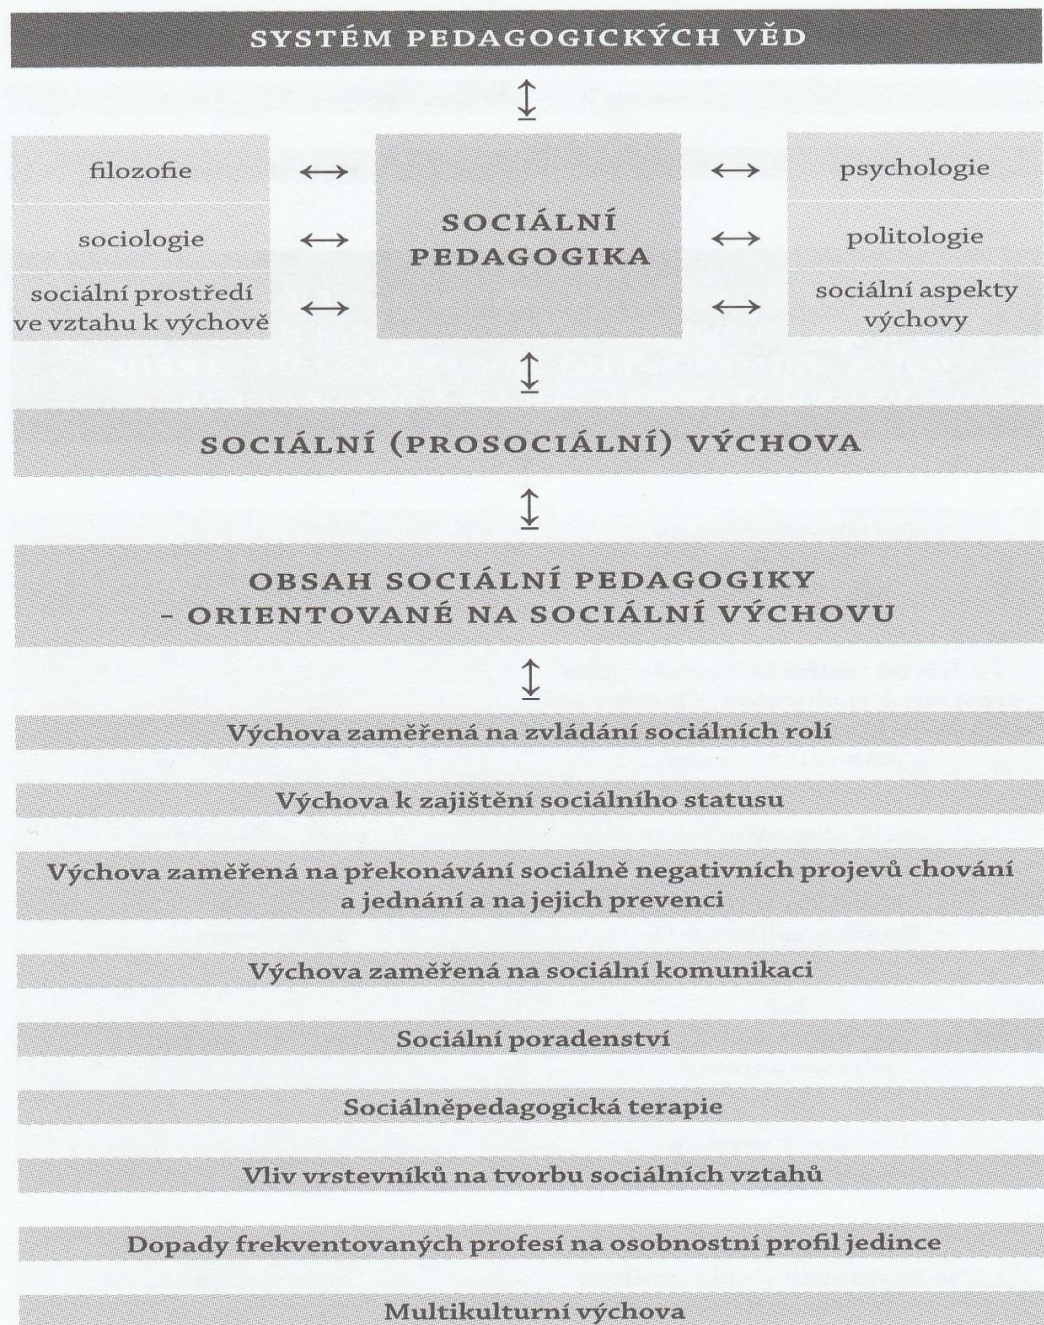 SYSTÉM PEDAGOGICKÝCH VĚD
filozofie
psychologie
SOCIÁLNÍ
PEDAGOGIKA
sociologie
politologie
sociální prostředí
ve vztahu k výchově
sociální aspekty
výchovy
SOCIÁLNÍ (PROSOCIÁLNÍ) VÝCHOVA
OBSAH SOCIÁLNÍ PEDAGOGIKY
– ORIENTOVANÉ NA SOCIÁLNÍ VÝCHOVU
Výchova zaměřená na zvládání sociálních rolí
Výchova k zajištění sociálního statusu
Výchova zaměřená na překonávání sociálně negativních projevů chování
a jednání a na jejich prevenci
Výchova zaměřená na sociální komunikaci
Sociální poradenství
Sociálněpedagogická terapie
Vliv vrstevníků na tvorbu sociálních vztahů
Dopady frekventovaných profesí na osobnostní profil jedince
Multikulturní výchova